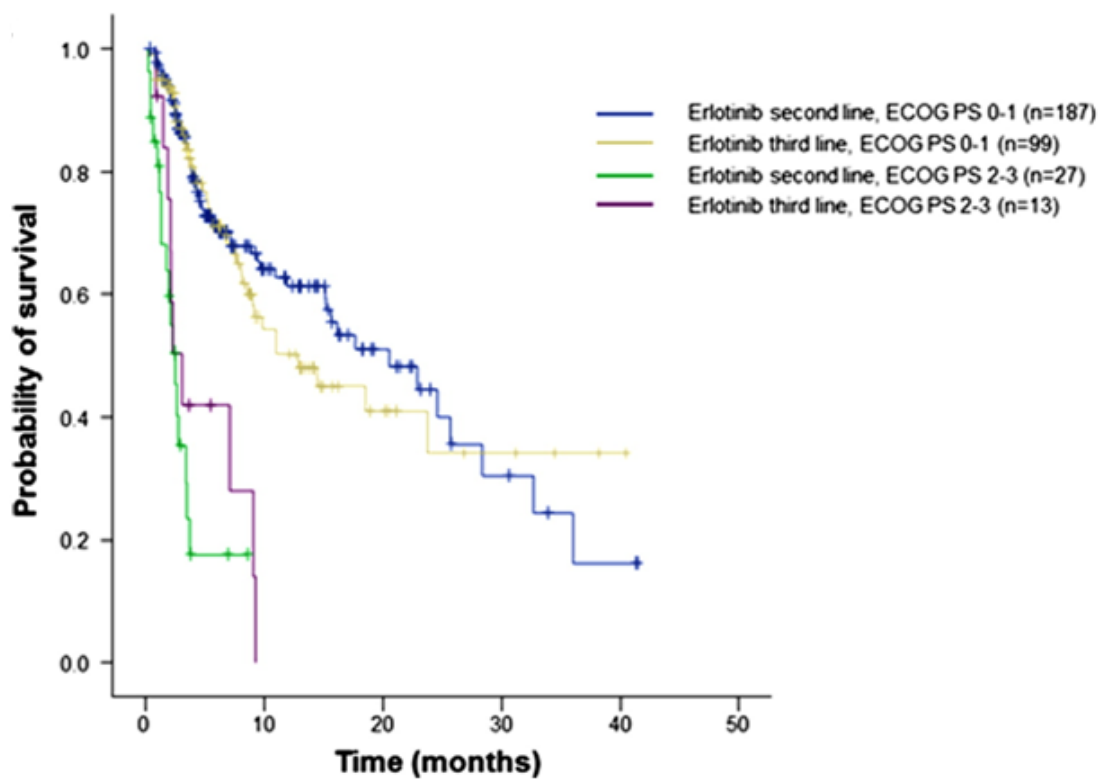 Probability of survival
1.0
0.8
0.6
0.4
0.2
0.0
0 10 20 30 40 50
Time (months)
Erlotinib second line, ECOG PS 0-1 (n=187)
Erlotinib third line, ECOG PS 0-1 (n=99)
Erlotinib second line, ECOG PS 2-3 (n=27)
Erlotinib third line, ECOG PS 2-3 (n=13)